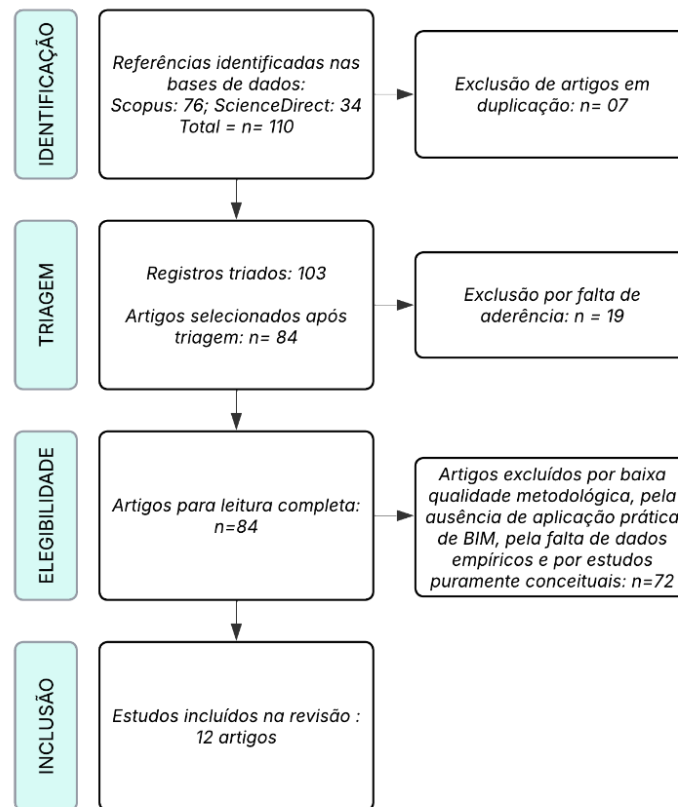 IDENTIFICAÇÃO
Referências identificadas nas
bases de dados:
Scopus: 76; ScienceDirect: 34
Total = n= 110
Exclusão de artigos em
duplicação: n= 07
TRIAGEM
Registros triados: 103
Artigos selecionados após
triagem: n= 84
Exclusão por falta de
aderência: n = 19
ELEGIBILIDADE
Artigos para leitura completa:
n=84
Artigos excluídos por baixa
qualidade metodológica, pela
ausência de aplicação prática
de BIM, pela falta de dados
empíricos e por estudos
puramente conceituais: n=72
INCLUSÃO
Estudos incluídos na revisão :
12 artigos